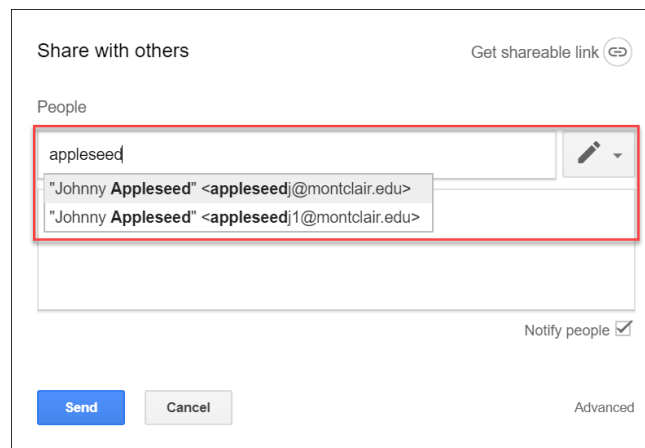 Share with others
Get shareable link
People
appleseed
"Johnny Appleseed" <appleseedj@montclair.edu>
"Johnny Appleseed" <appleseedj1@montclair.edu>
Notify people
Send
Cancel
Advanced